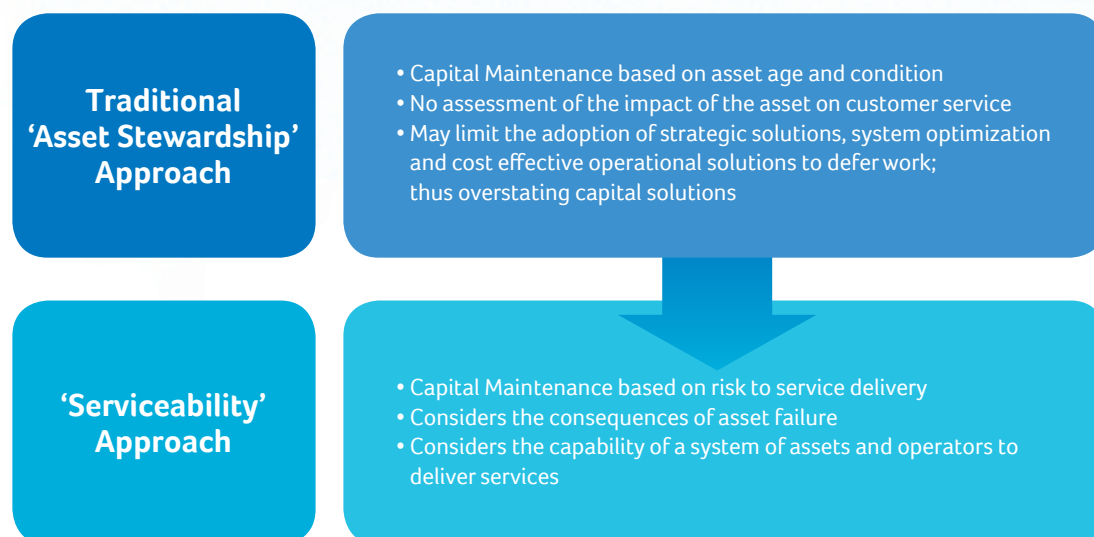 Traditional
‘Asset Stewardship’
Approach
• Capital Maintenance based on asset age and condition
• No assessment of the impact of the asset on customer service
• May limit the adoption of strategic solutions, system optimization
and cost effective operational solutions to defer work;
thus overstating capital solutions
‘Serviceability’
Approach
• Capital Maintenance based on risk to service delivery
• Considers the consequences of asset failure
• Considers the capability of a system of assets and operators to
deliver services